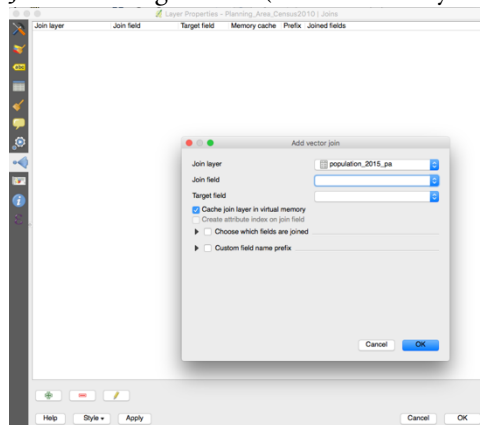 Layer Properties - Planning_Area_Census2010 | Joins
Join layer Join field Target field Memory cache Prefix Joined fields
abc
Add vector join
Join layer population_2015_pa
Join field
Target field
Cache join layer in virtual memory
Create attribute index on join field
Choose which fields are joined
Custom field name prefix
Cancel OK
Help Style Apply Cancel OK